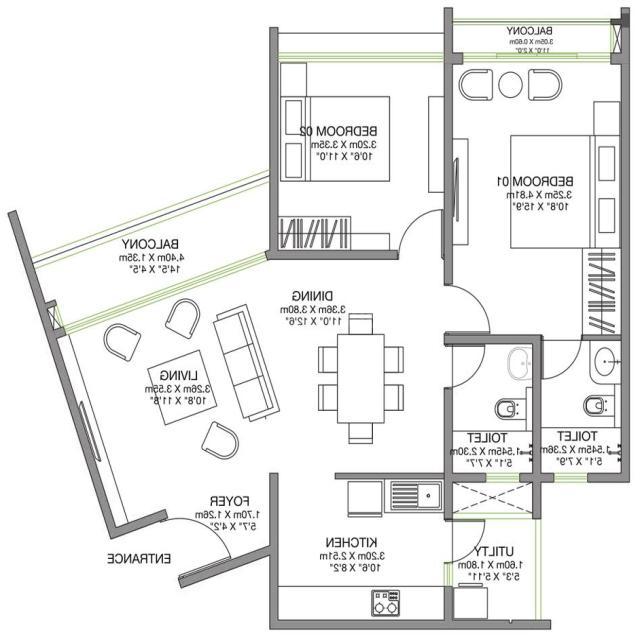 BALCONY
3.05m X 0.60m
11'0" X 2'0"
BEDROOM 02
3.20m X 3.35m
10'6" X 11'0"
BEDROOM 01
3.25m X 4.81m
10'8" X 15'9"
BALCONY
4.40m X 1.35m
14'5" X 4'5"
DINING
3.36m X 3.80m
11'0" X 12'6"
LIVING
3.26m X 3.55m
10'8" X 11'8"
TOILET
1.545m X 2.30m
5'1" X 7'7"
TOILET
1.545m X 2.36m
5'1" X 7'9"
FOYER
1.70m X 1.26m
5'7" X 4'2"
ENTRANCE
KITCHEN
3.20m X 2.51m
10'6" X 8'2"
UTILTY
1.60m X 1.80m
5'3" X 5'11"